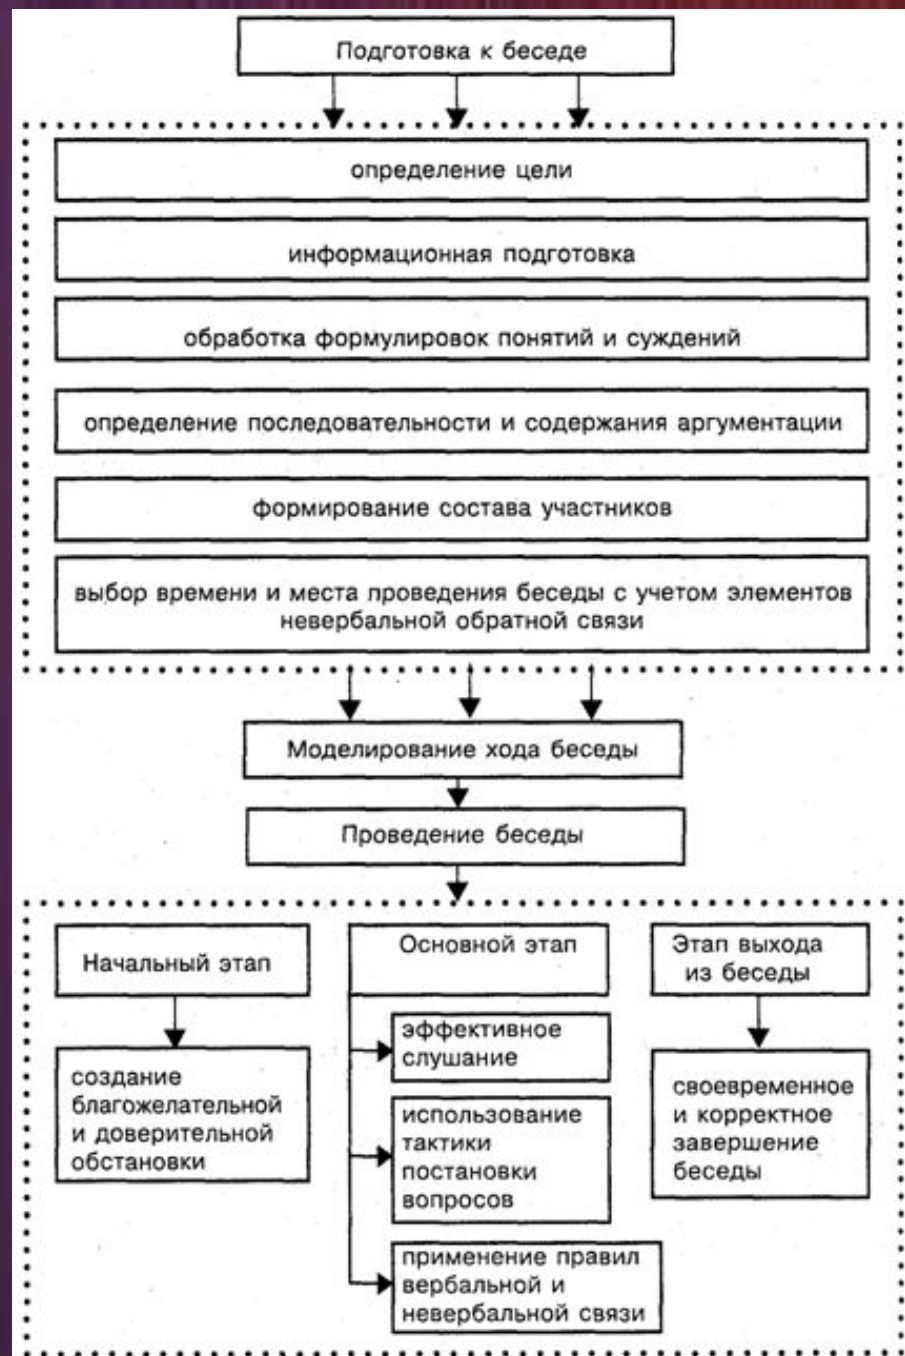 Подготовка к беседе
определение цели
информационная подготовка
обработка формулировок понятий и суждений
определение последовательности и содержания аргументации
формирование состава участников
выбор времени и места проведения беседы с учетом элементов
невербальной обратной связи
Моделирование хода беседы
Проведение беседы
Начальный этап
создание
благожелательной
и доверительной
обстановки
Основной этап
эффективное
слушание
использование
тактики
постановки
вопросов
применение правил
вербальной и
невербальной связи
Этап выхода
из беседы
своевременное
и корректное
завершение
беседы